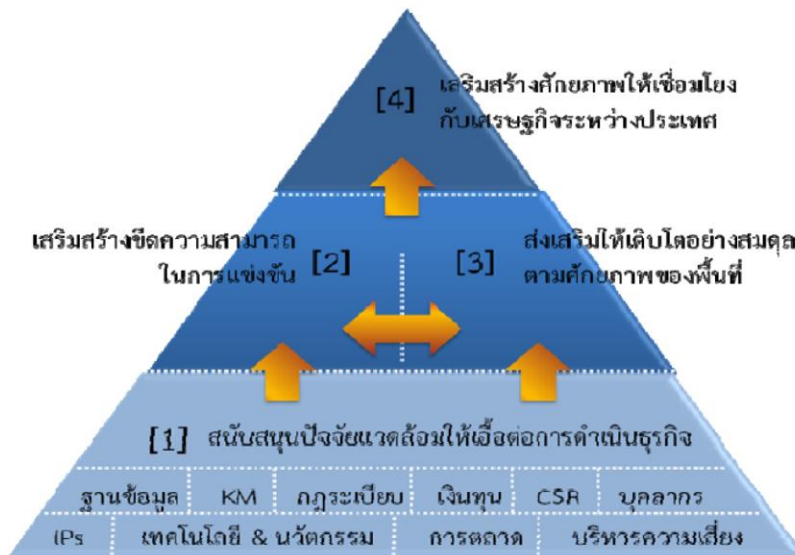 [4] เสริมสร้างศักยภาพให้เชื่อมโยง
กับเศรษฐกิจระหว่างประเทศ
เสริมสร้างขีดความสามารถ
ในการแข่งขัน [2]
[3] ส่งเสริมให้เติบโตอย่างสมดุล
ตามศักยภาพของพื้นที่
[1] สนับสนุนปัจจัยแวดล้อมให้เอื้อต่อการดำเนินธุรกิจ
ฐานข้อมูล KM กฎระเบียบ เงินทุน CSR บุคลากร
IPs เทคโนโลยี & นวัตกรรม การตลาด บริหารความเสี่ยง